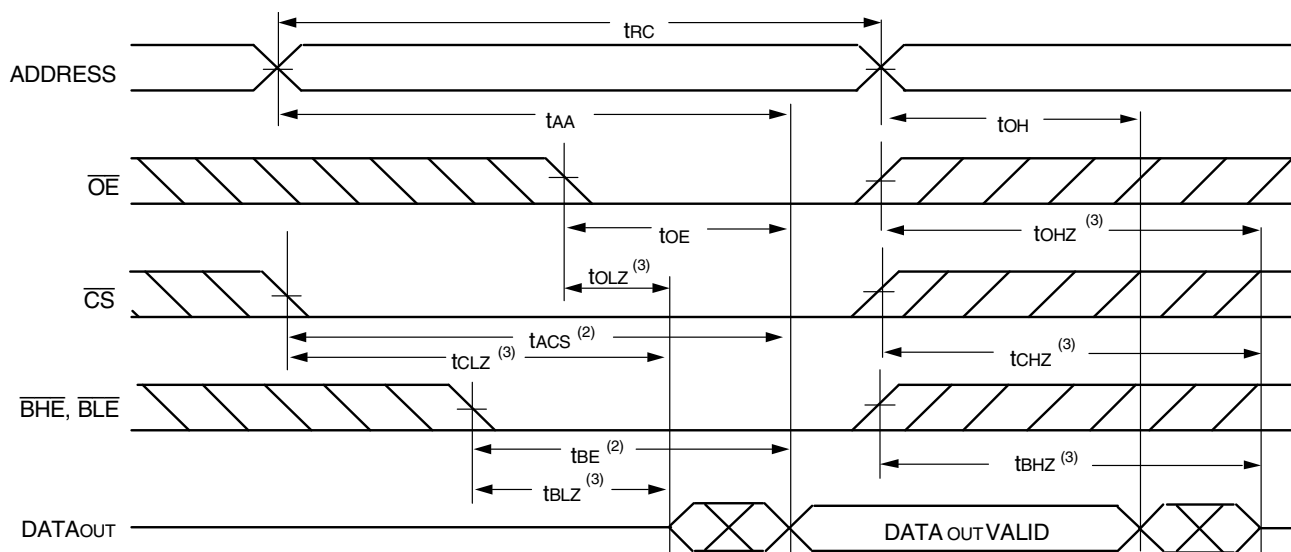 tRC
ADDRESS
tAA
tOH
OE
tOE
tOHZ (3)
tOLZ (3)
CS
tACS (2)
tCLZ (3)
tCHZ (3)
BHE, BLE
tBE (2)
tBHZ (3)
tBLZ (3)
DATAOUT
DATA OUT VALID